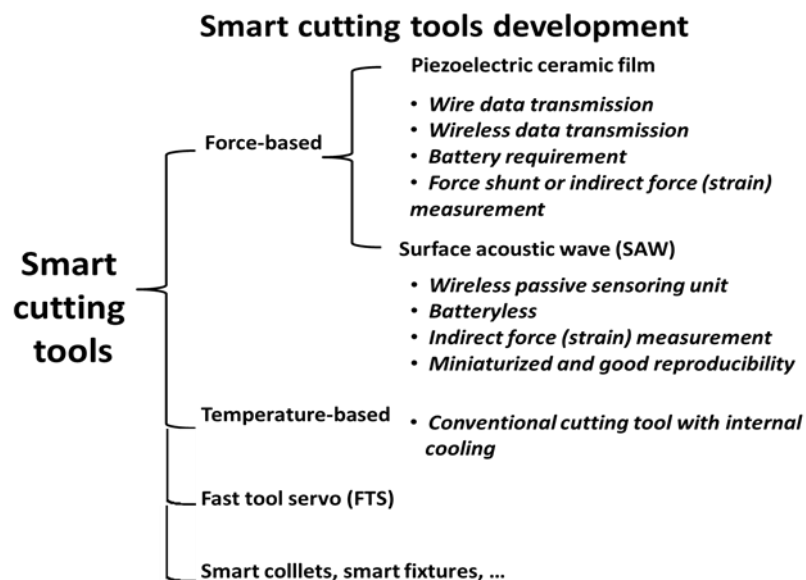 Smart cutting tools development
Piezoelectric ceramic film
• Wire data transmission
• Wireless data transmission
Force-based
• Battery requirement
• Force shunt or indirect force (strain)
measurement
Surface acoustic wave (SAW)
Smart
cutting
tools
• Wireless passive sensoring unit
• Batteryless
• Indirect force (strain) measurement
• Miniaturized and good reproducibility
Temperature-based
• Conventional cutting tool with internal
cooling
Fast tool servo (FTS)
Smart colllets, smart fixtures, ...